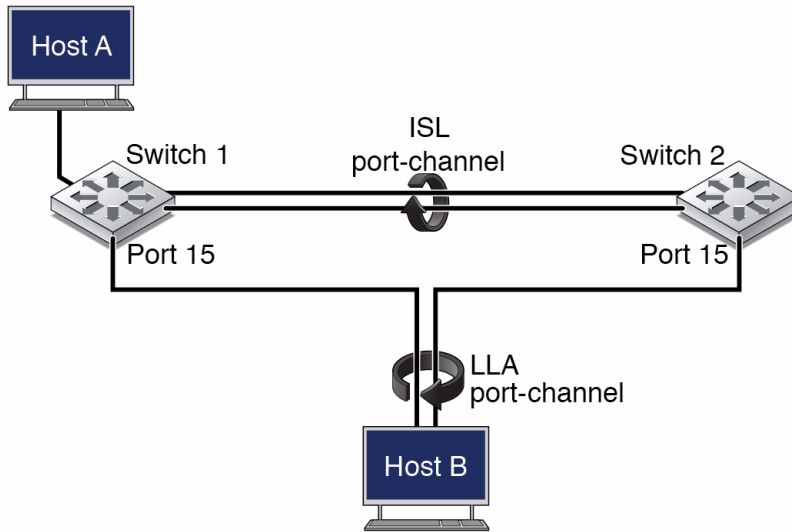 Host A
Switch 1
ISL
port-channel
Switch 2
Port 15
Port 15
LLA
port-channel
Host B